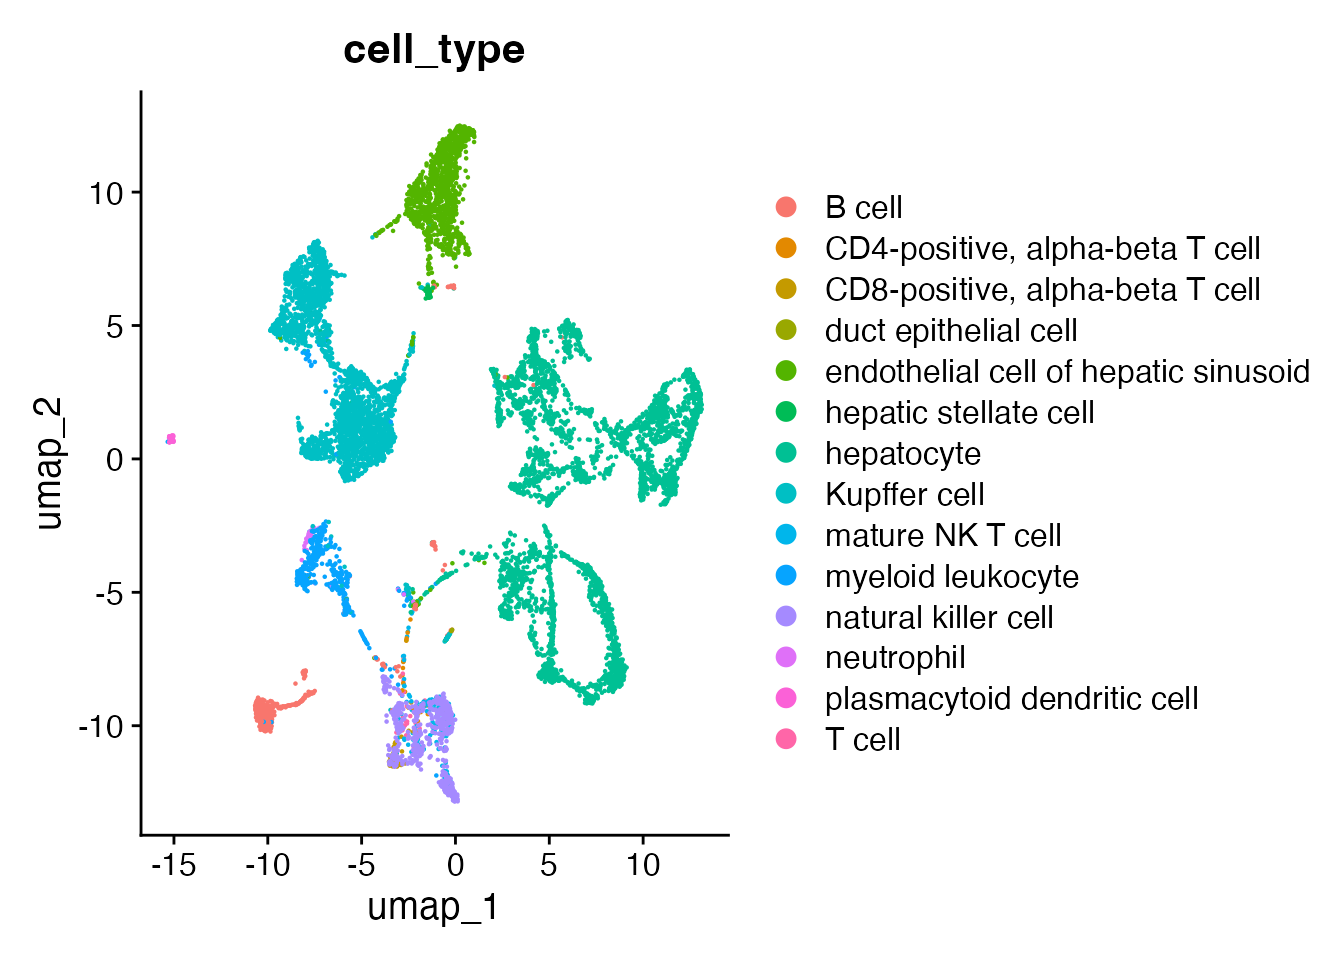 cell_type
10
5
0
-5
-10
umap_2
-15 -10 -5 0 5 10
umap_1
B cell
CD4-positive, alpha-beta T cell
CD8-positive, alpha-beta T cell
duct epithelial cell
endothelial cell of hepatic sinusoid
hepatic stellate cell
hepatocyte
Kupffer cell
mature NK T cell
myeloid leukocyte
natural killer cell
neutrophil
plasmacytoid dendritic cell
T cell